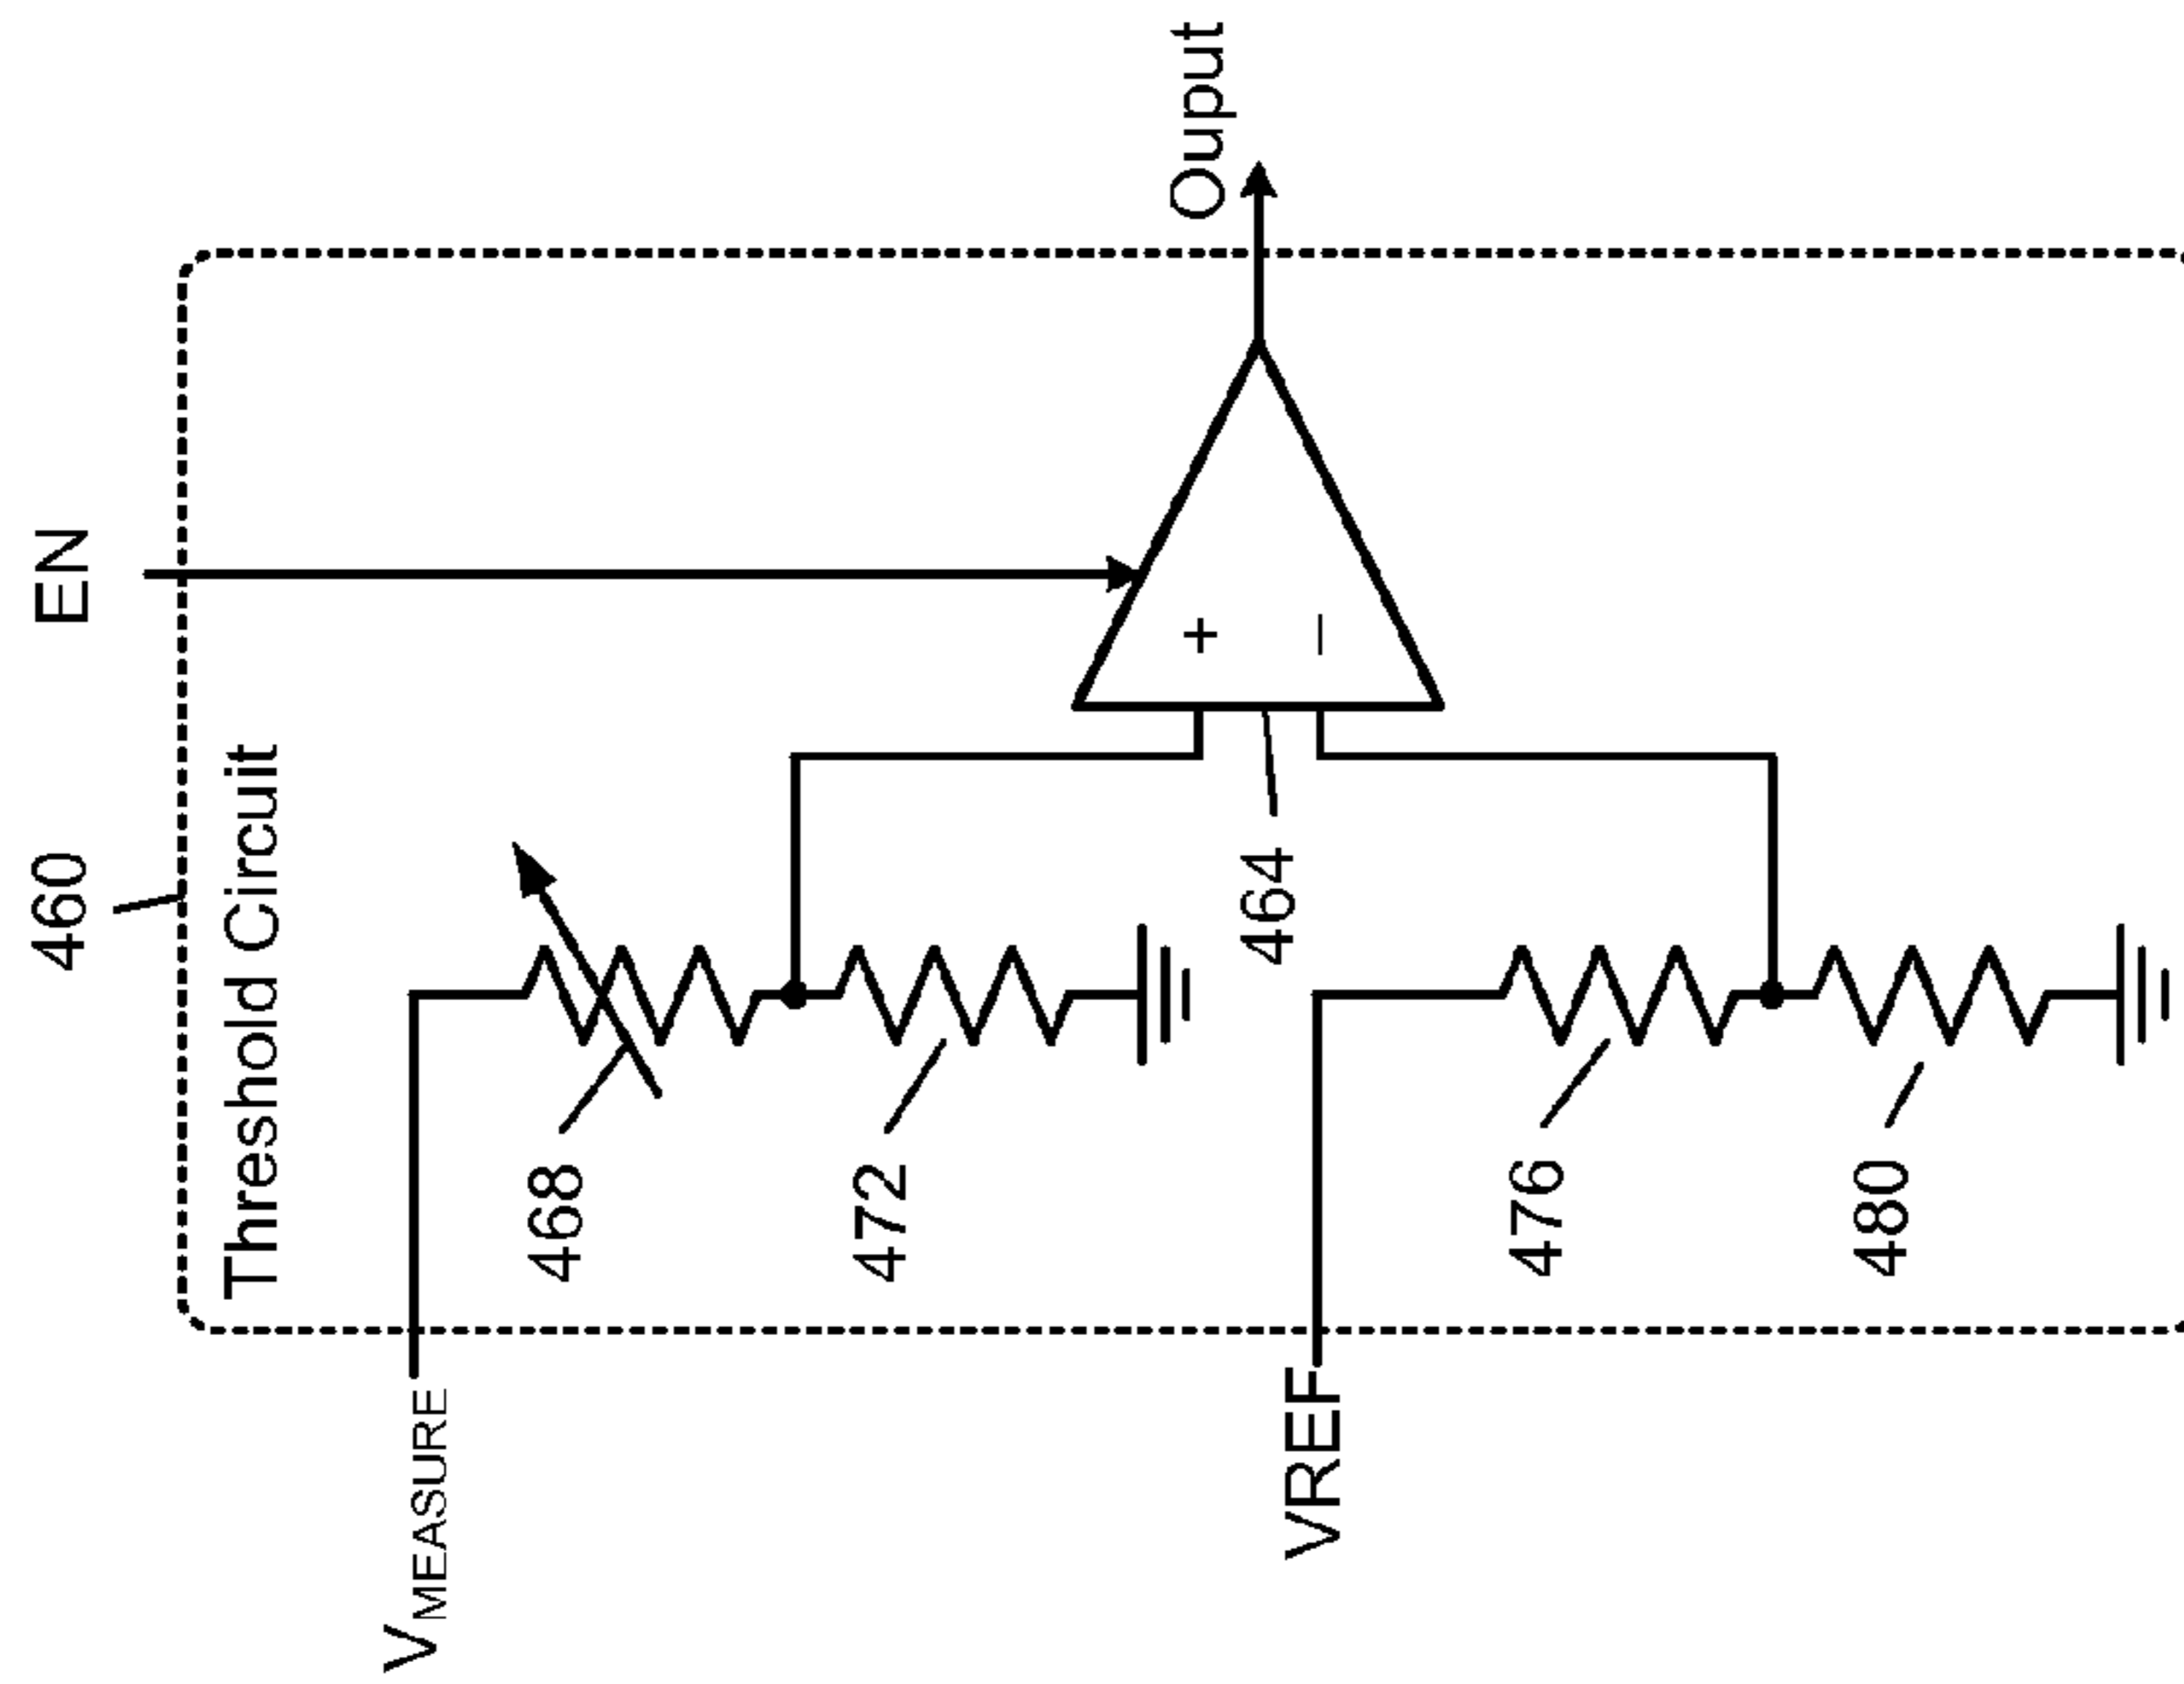 460
EN
Threshold Circuit
VMEASURE
468
472
464
+
–
Ouput
VREF
476
480